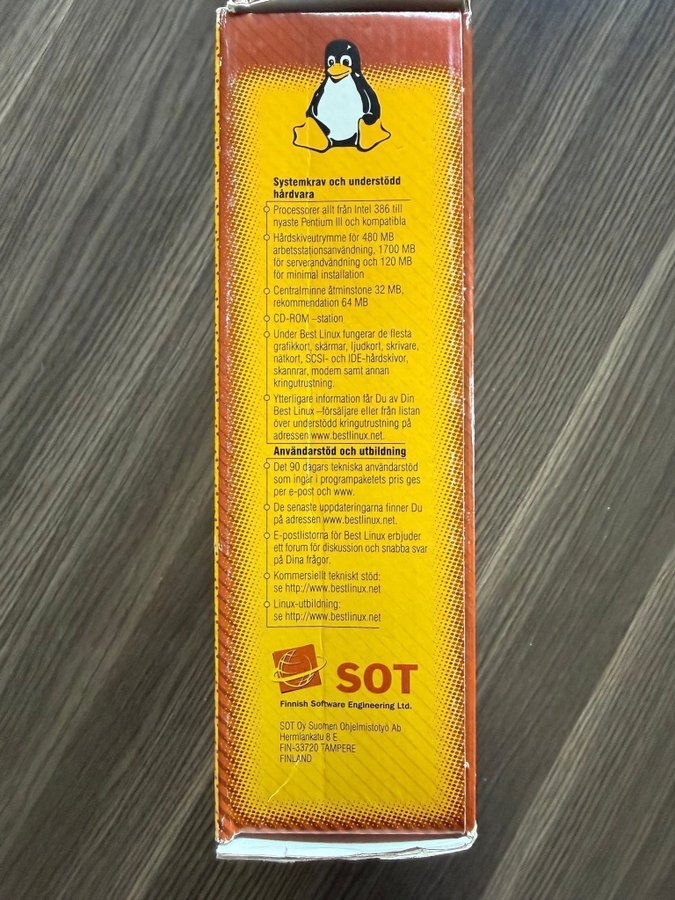 Systemkrav och understödd
hårdvara
Processorer allt från Intel 386 till
nyaste Pentium III och kompatibla
Hårdskiveutrymme för 480 MB
arbetsstationsanvändning, 1700 MB
för serverandvändning och 120 MB
för minimal installation
Centralminne åtminstone 32 MB,
rekommendation 64 MB
CD-ROM –station
Under Best Linux fungerar de flesta
grafikkort, skärmar, ljudkort, skrivare,
nätkort, SCSI- och IDE-hårdskivor,
skannrar, modem samt annan
kringutrustning.
Ytterligare information får Du av Din
Best Linux –försäljare eller från listan
över understödd kringutrustning på
adressen www.bestlinux.net.
Användarstöd och utbildning
Det 90 dagars tekniska användarstöd
som ingår i programpaketets pris ges
per e-post och www.
De senaste uppdateringarna finner Du
på adressen www.bestlinux.net.
E-postlistorna för Best Linux erbjuder
ett forum för diskussion och snabba svar
på Dina frågor.
Kommersiellt tekniskt stöd:
se http://www.bestlinux.net
Linux-utbildning:
se http://www.bestlinux.net
SOT
Finnish Software Engineering Ltd.
SOT Oy Suomen Ohjelmistotyö Ab
Hermiankatu 8 E
FIN-33720 TAMPERE
FINLAND